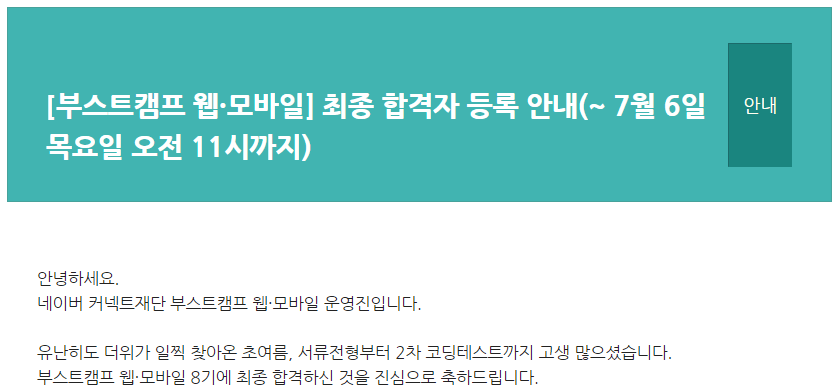 [부스트캠프 웹·모바일] 최종 합격자 등록 안내(~ 7월 6일
목요일 오전 11시까지)
안내
안녕하세요.
네이버 커넥트재단 부스트캠프 웹·모바일 운영진입니다.
유난히도 더위가 일찍 찾아온 초여름, 서류전형부터 2차 코딩테스트까지 고생 많으셨습니다.
부스트캠프 웹·모바일 8기에 최종 합격하신 것을 진심으로 축하드립니다.